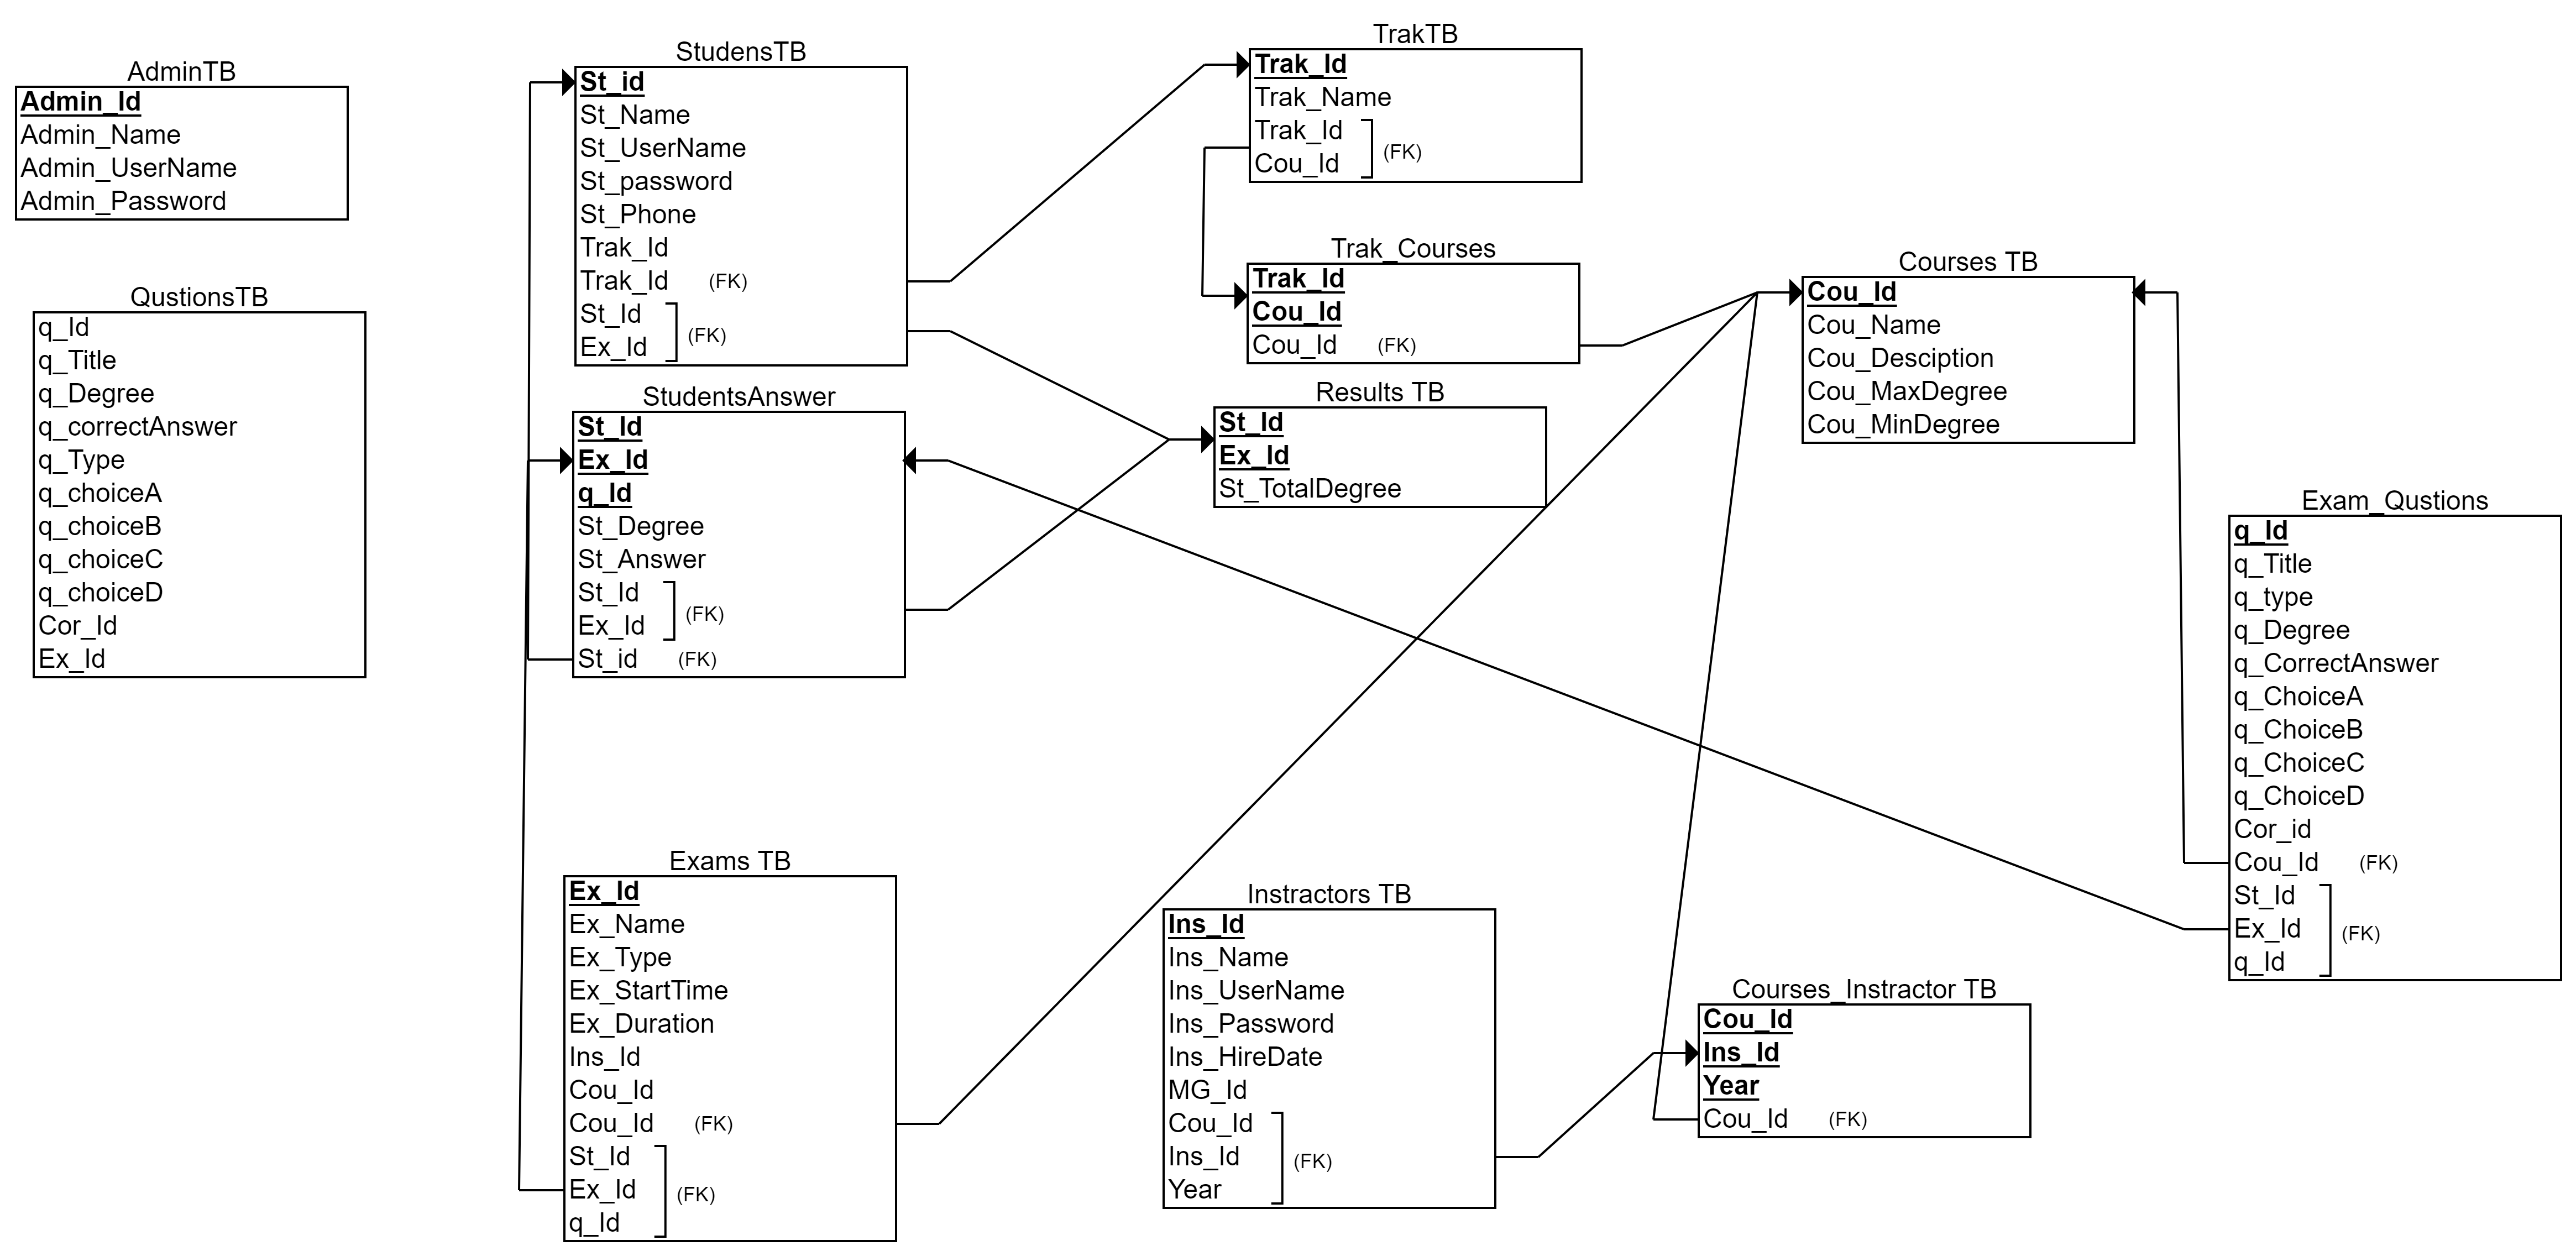 AdminTB
Admin_Id
Admin_Name
Admin_UserName
Admin_Password
QustionsTB
q_Id
q_Title
q_Degree
q_correctAnswer
q_Type
q_choiceA
q_choiceB
q_choiceC
q_choiceD
Cor_Id
Ex_Id
StudensTB
St_id
St_Name
St_UserName
St_password
St_Phone
Trak_Id
Trak_Id (FK)
St_Id
Ex_Id
(FK)
StudentsAnswer
St_Id
Ex_Id
q_Id
St_Degree
St_Answer
St_Id
Ex_Id
(FK)
St_id (FK)
Exams TB
Ex_Id
Ex_Name
Ex_Type
Ex_StartTime
Ex_Duration
Ins_Id
Cou_Id
Cou_Id (FK)
St_Id
Ex_Id
q_Id
(FK)
TrakTB
Trak_Id
Trak_Name
Trak_Id
Cou_Id
(FK)
Trak_Courses
Trak_Id
Cou_Id
Cou_Id (FK)
Results TB
St_Id
Ex_Id
St_TotalDegree
Instractors TB
Ins_Id
Ins_Name
Ins_UserName
Ins_Password
Ins_HireDate
MG_Id
Cou_Id
Ins_Id
Year
(FK)
Courses TB
Cou_Id
Cou_Name
Cou_Desciption
Cou_MaxDegree
Cou_MinDegree
Courses_Instractor TB
Cou_Id
Ins_Id
Year
Cou_Id (FK)
Exam_Qustions
q_Id
q_Title
q_type
q_Degree
q_CorrectAnswer
q_ChoiceA
q_ChoiceB
q_ChoiceC
q_ChoiceD
Cor_id
Cou_Id (FK)
St_Id
Ex_Id
q_Id
(FK)